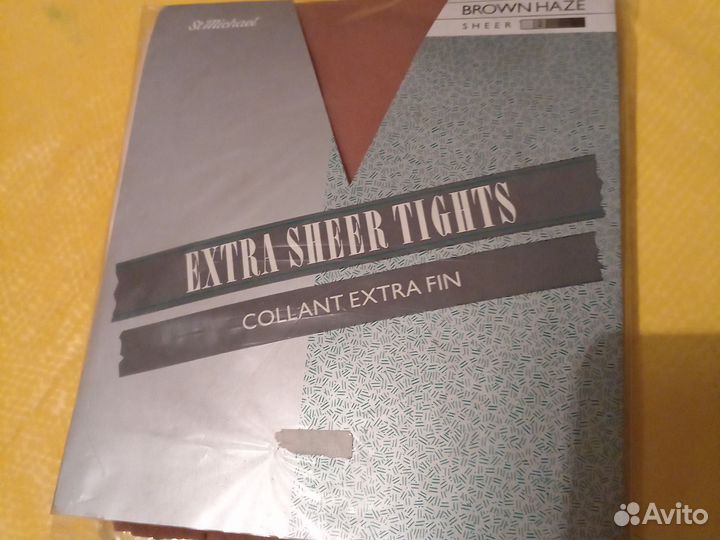 St Michael
BROWN HAZE
SHEER
EXTRA SHEER TIGHTS
COLLANT EXTRA FIN
Avito